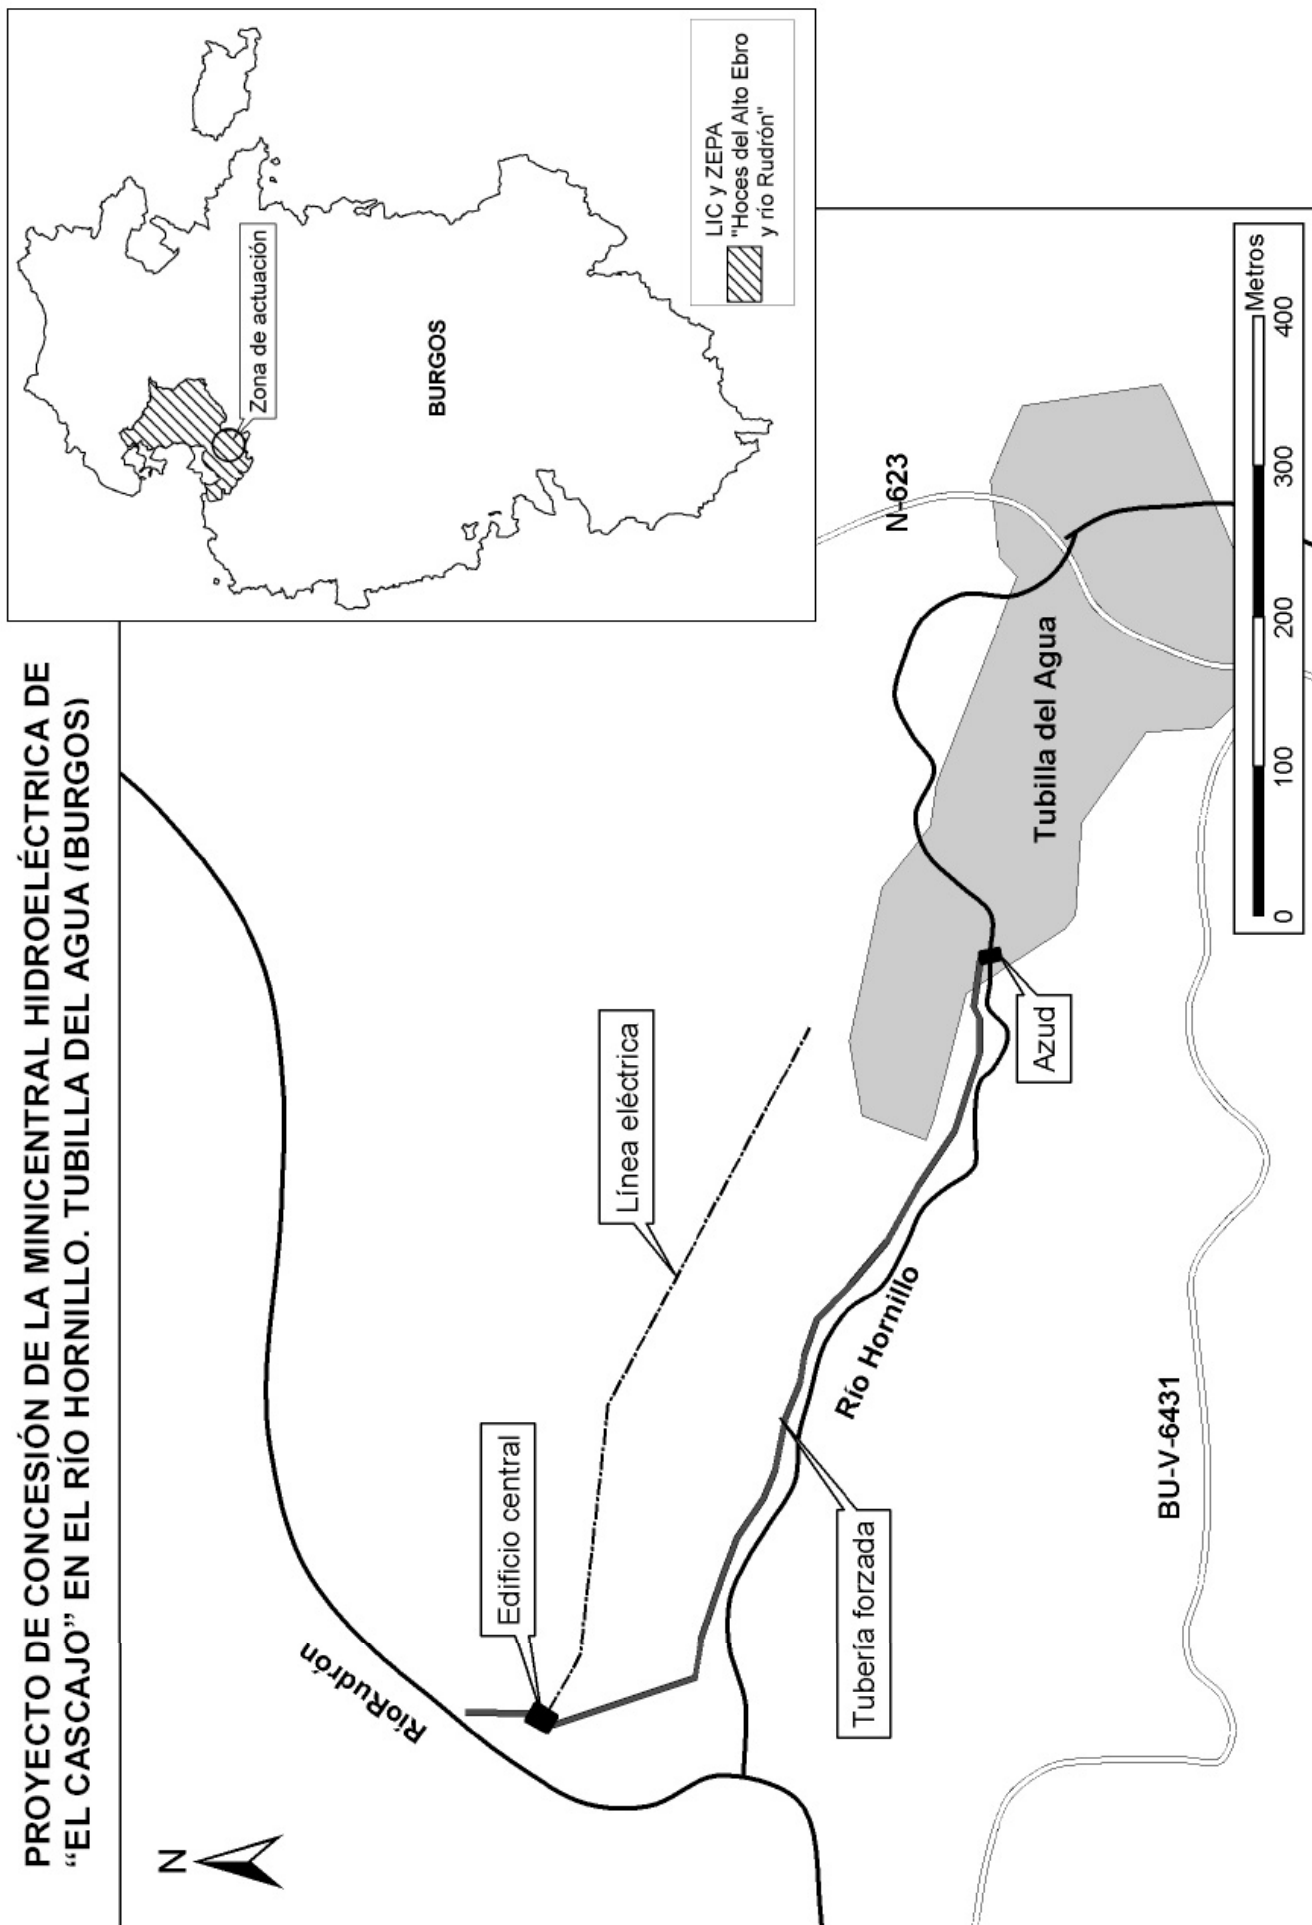 PROYECTO DE CONCESIÓN DE LA MINICENTRAL HIDROELÉCTRICA DE
“EL CASCAJO” EN EL RÍO HORNILLO. TUBILLA DEL AGUA (BURGOS)
N
RíoRudrón
Edificio central
Línea eléctrica
Tubería forzada
Río Hornillo
Azud
Tubilla del Agua
N-623
BU-V-6431
BURGOS
Zona de actuación
LIC y ZEPA
"Hoces del Alto Ebro
y río Rudrón"
0 100 200 300 400
Metros